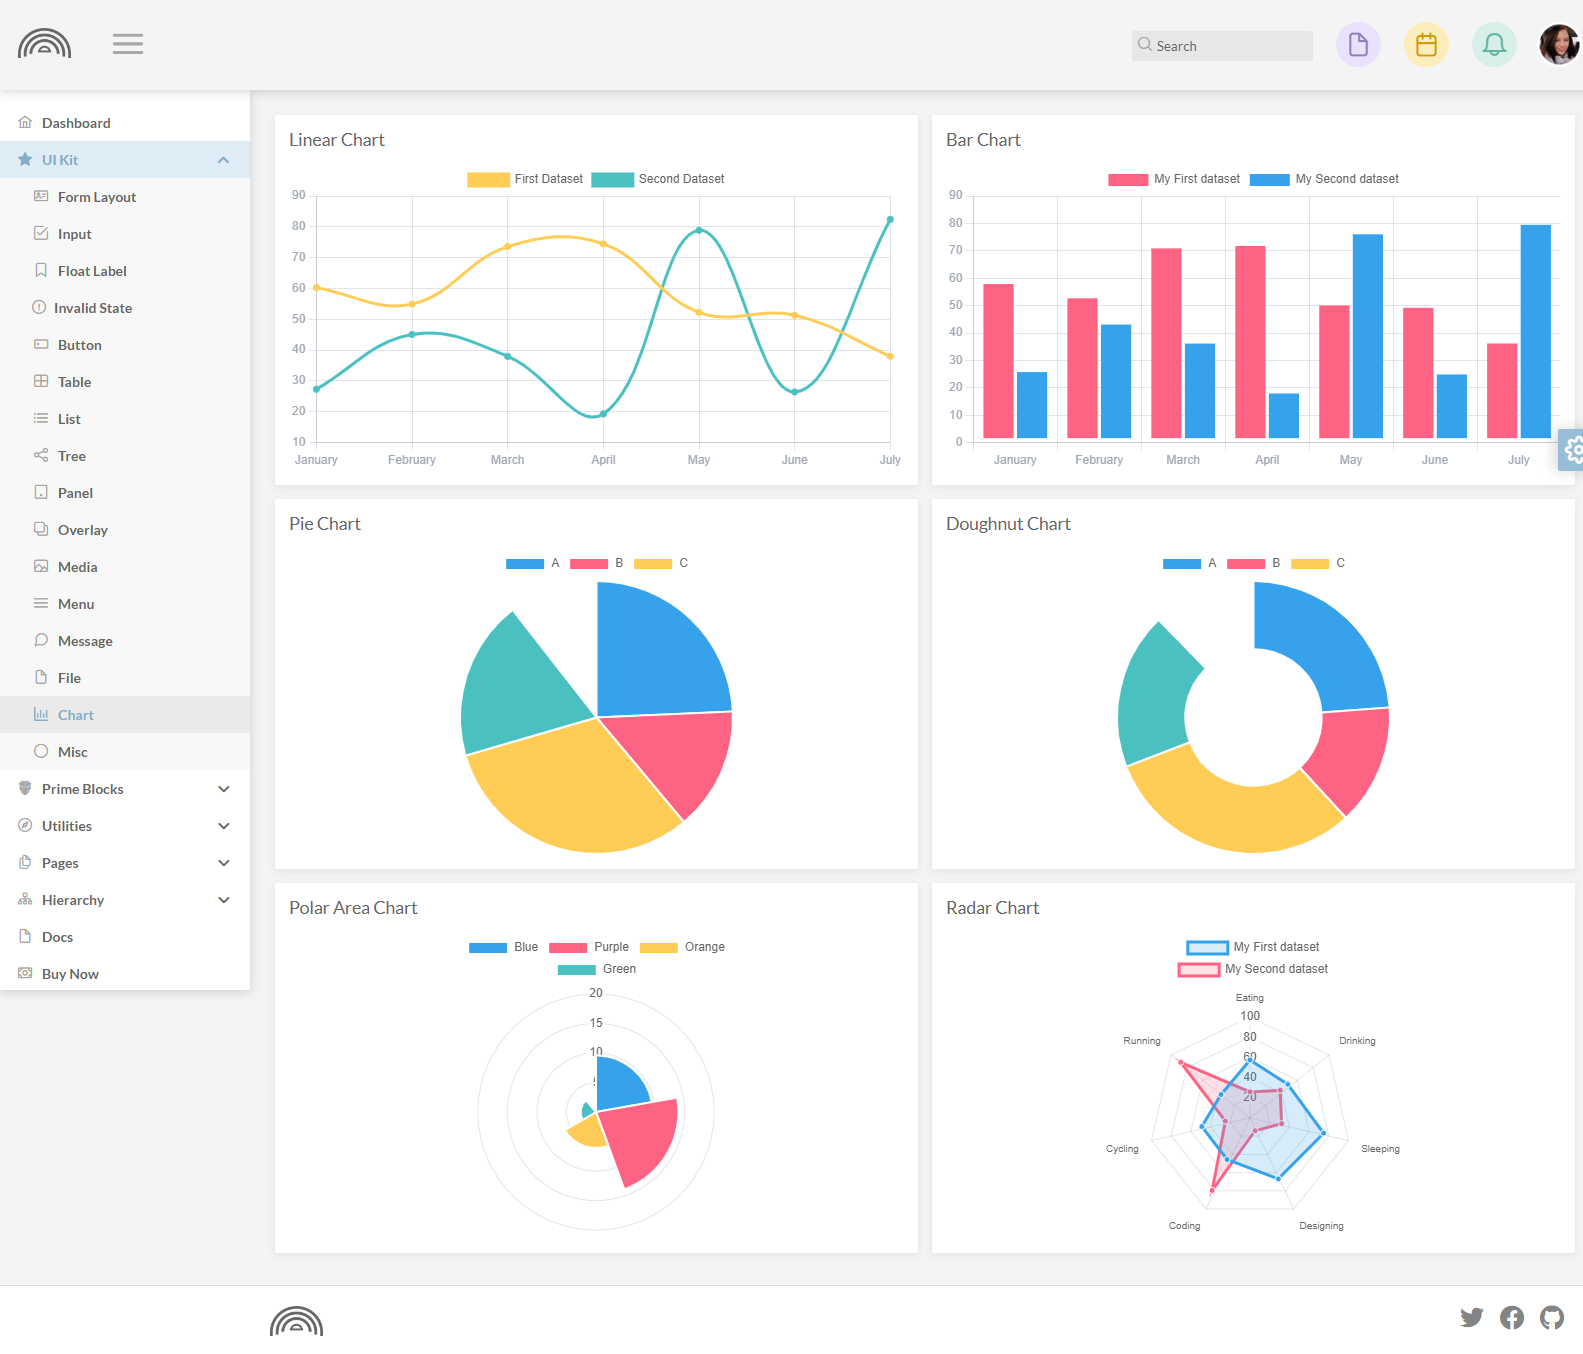 Search
Dashboard
UI Kit
Form Layout
Input
Float Label
Invalid State
Button
Table
List
Tree
Panel
Overlay
Media
Menu
Message
File
Chart
Misc
Prime Blocks
Utilities
Pages
Hierarchy
Docs
Buy Now
Linear Chart
First Dataset Second Dataset
90
80
70
60
50
40
30
20
10
January February March April May June July
Bar Chart
My First dataset My Second dataset
90
80
70
60
50
40
30
20
10
0
January February March April May June July
Pie Chart
A B C
Doughnut Chart
A B C
Polar Area Chart
Blue Purple Orange
Green
20
15
10
Radar Chart
My First dataset
My Second dataset
Eating
100
Running Drinking
80
60
40
20
Cycling Sleeping
Coding Designing